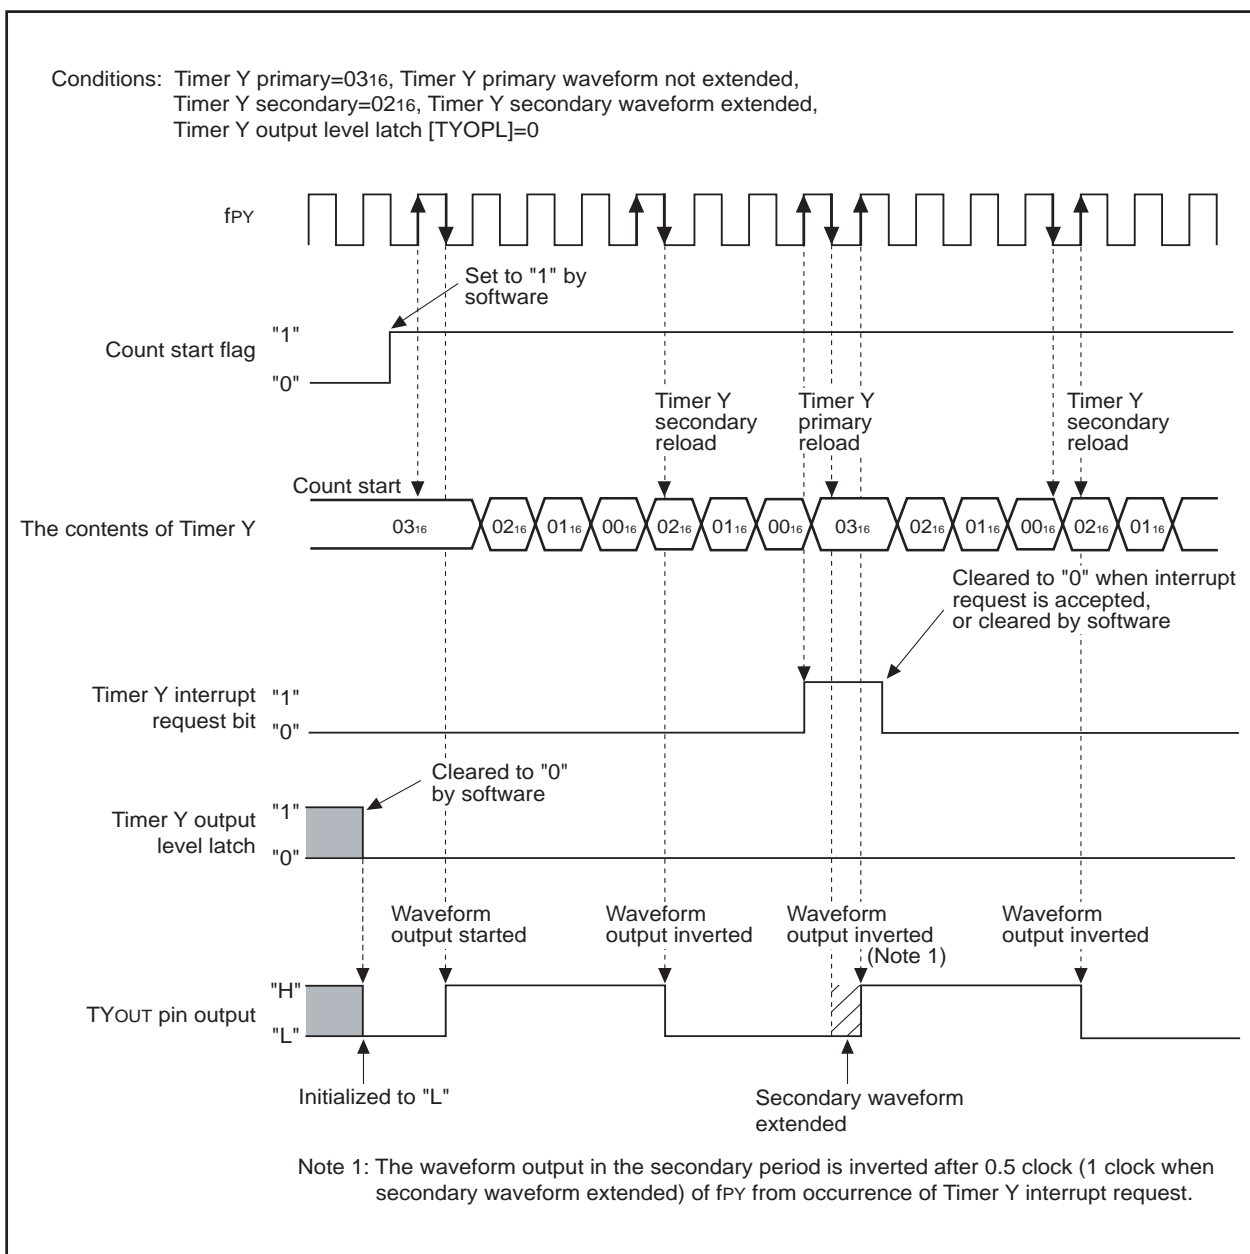 Conditions: Timer Y primary=0316, Timer Y primary waveform not extended,
Timer Y secondary=0216, Timer Y secondary waveform extended,
Timer Y output level latch [TYOPL]=0
fPY
Set to "1" by
software
"1"
Count start flag
"0"
Timer Y
secondary
reload
Timer Y
primary
reload
Timer Y
secondary
reload
Count start
The contents of Timer Y
0316 0216 0116 0016 0216 0116 0016 0316 0216 0116 0016 0216 0116
Cleared to "0" when interrupt
request is accepted,
or cleared by software
Timer Y interrupt
request bit
"1"
"0"
Cleared to "0"
by software
Timer Y output
level latch
"1"
"0"
Waveform
output started
Waveform
output inverted
Waveform
output inverted
(Note 1)
Waveform
output inverted
"H"
TYOUT pin output
"L"
Initialized to "L"
Secondary waveform
extended
Note 1: The waveform output in the secondary period is inverted after 0.5 clock (1 clock when
secondary waveform extended) of fPY from occurrence of Timer Y interrupt request.